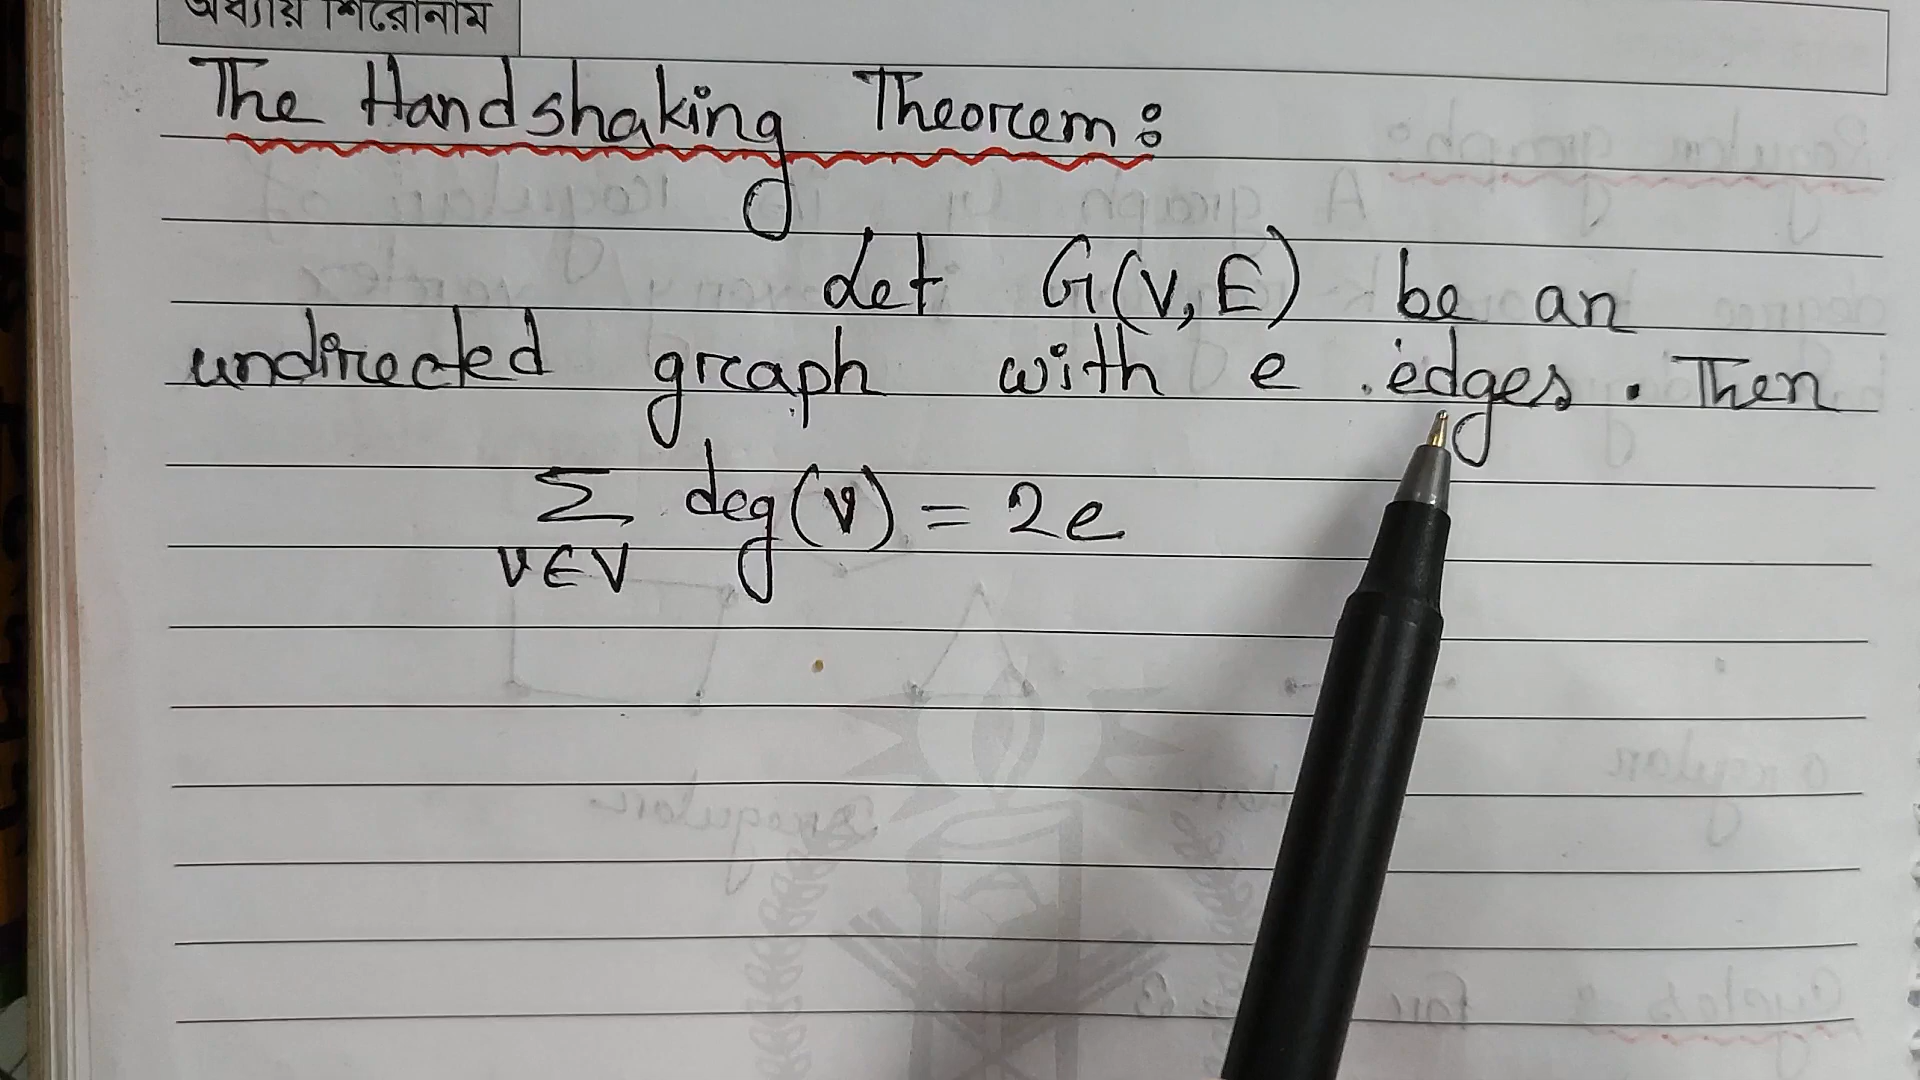 অধ্যায় শিরোনাম
The Handshaking Theorem:
Let G(V,E) be an
undirected graph with e edges. Then
Σ deg(v) = 2e
v∈V